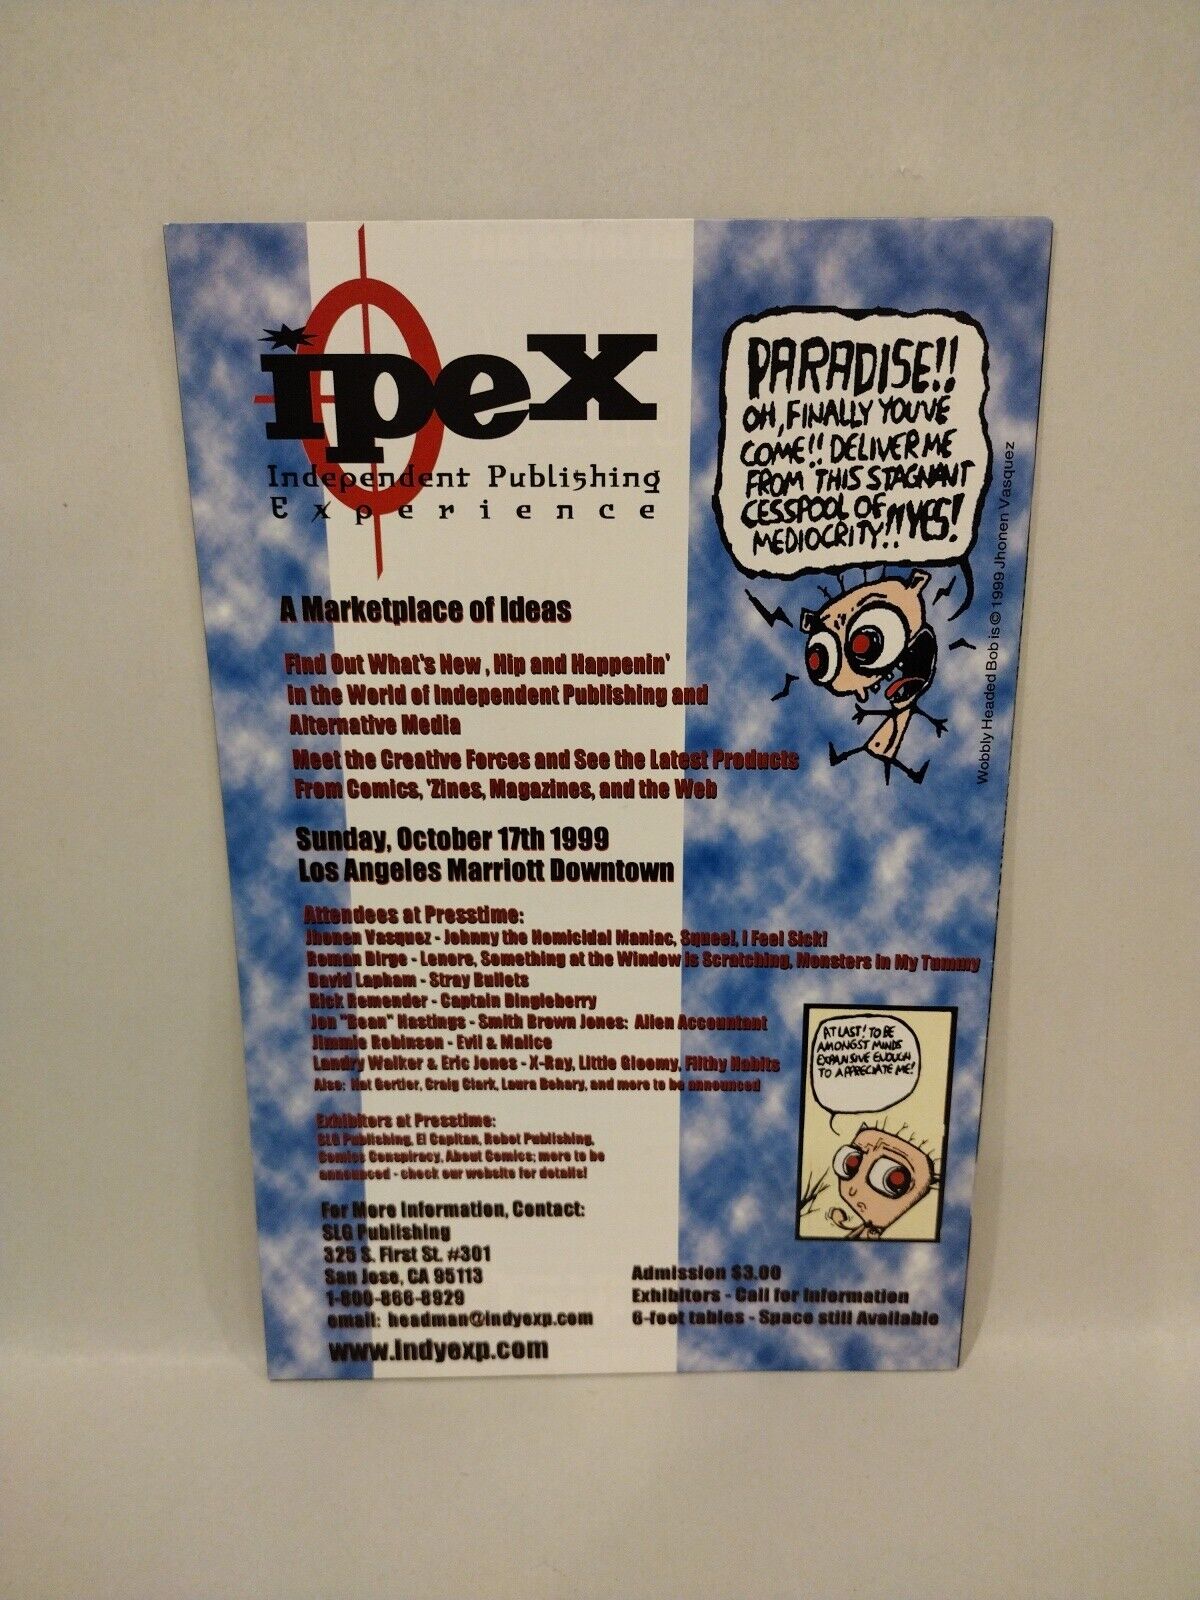 ipex
Independent Publishing
Experience
A Marketplace of Ideas
Find Out What's New, Hip and Happenin'
In the World of Independent Publishing and
Alternative Media
Meet the Creative Forces and See the Latest Products
From Comics, 'Zines, Magazines, and the Web
Sunday, October 17th 1999
Los Angeles Marriott Downtown
Attendees at Presstime:
Jhonen Vasquez - Johnny the Homicidal Maniac, Squee!, I Feel Sick!
Roman Dirge - Lenore, Something at the Window is Scratching, Monsters in My Tummy
David Lapham - Stray Bullets
Rick Remender - Captain Dingleberry
Jon "Bean" Hastings - Smith Brown Jones: Alien Accountant
Jimmie Robinson - Evil & Malice
Landry Walker & Eric Jones - X-Ray, Little Gloomy, Filthy Habits
Also: Nat Gertler, Craig Clark, Laura Bohary, and more to be announced
Exhibitors at Presstime:
SLG Publishing, El Capitan, Robot Publishing,
Comics Conspiracy, About Comics; more to be
announced - check our website for details!
For More Information, Contact:
SLG Publishing
325 S. First St. #301
San Jose, CA 95113
1-800-866-8929
email: headman@indyexp.com
www.indyexp.com
PARADISE!!
OH, FINALLY YOU'VE
COME!! DELIVER ME
FROM THIS STAGNANT
CESSPOOL OF
MEDIOCRITY!! YES!
Wobbly Headed Bob is © 1999 Jhonen Vasquez
AT LAST! TO BE
AMONGST MINDS
EXPANSIVE ENOUGH
TO APPRECIATE ME!
Admission $3.00
Exhibitors - Call for Information
6-foot tables - Space still Available